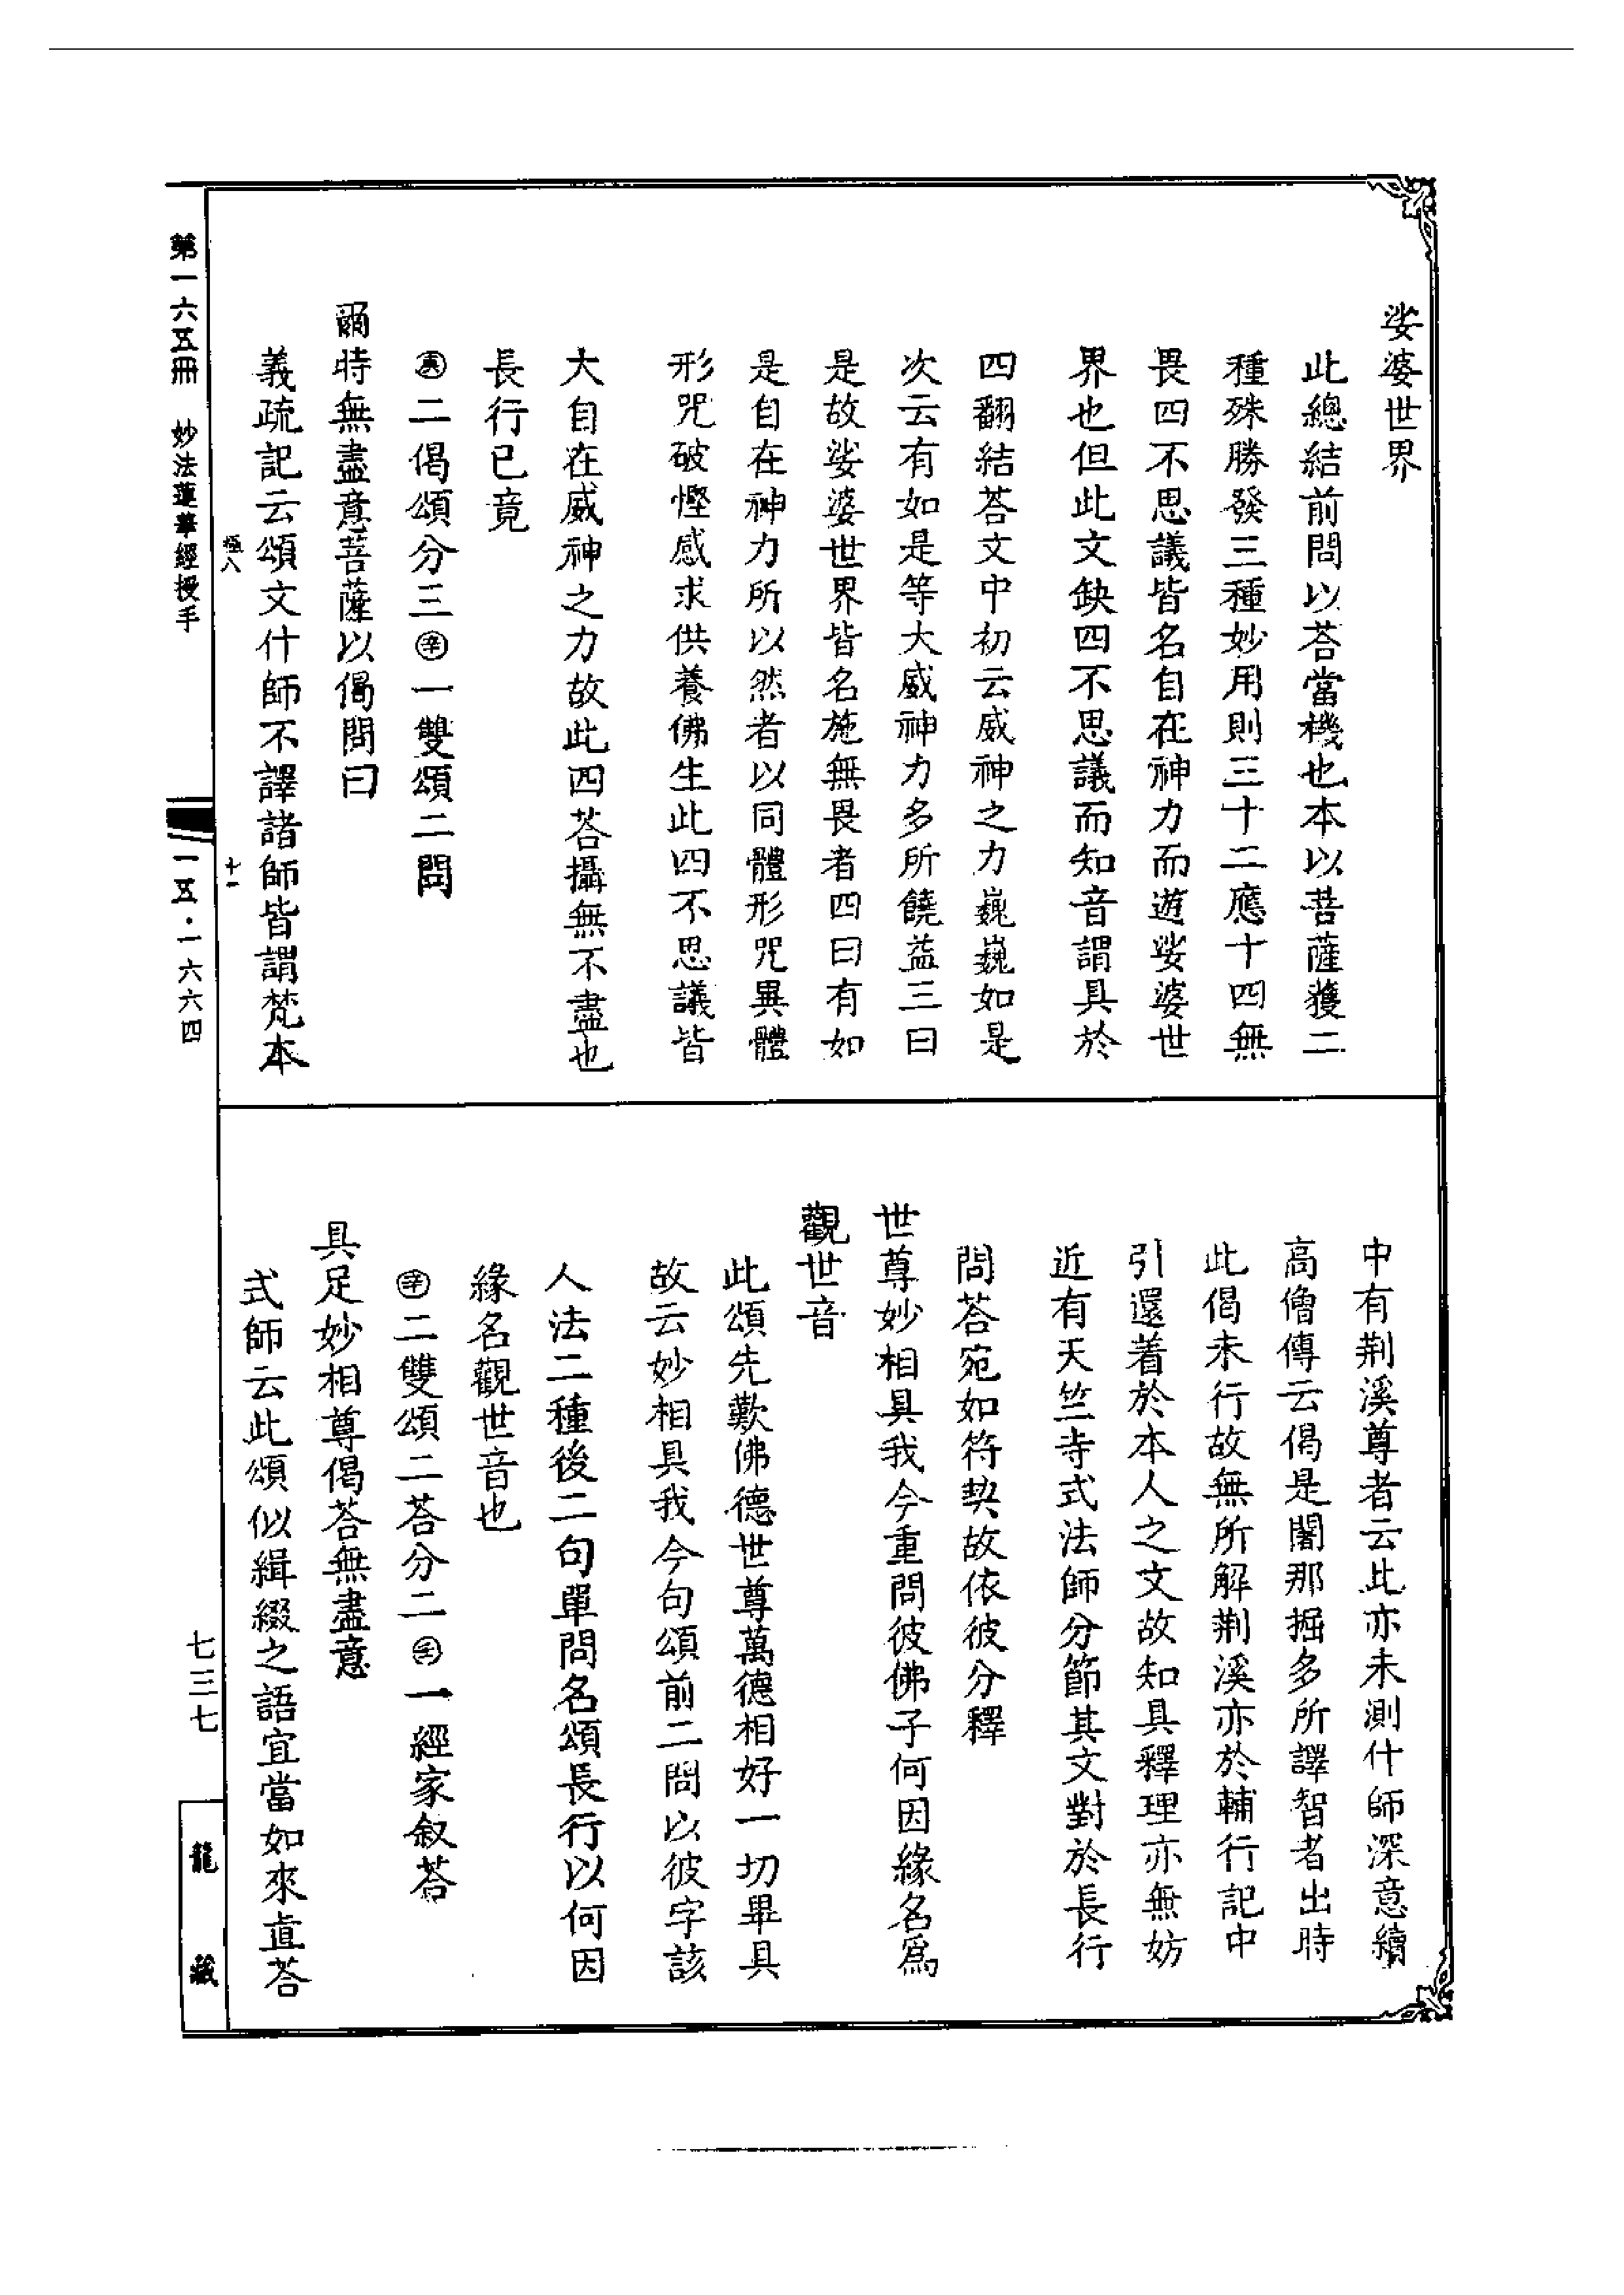 娑婆世界
此總結前問以荅當機也本以菩薩獲二
種殊勝發三種妙用則三十二應十四無
畏四不思議皆名自在神力而遊娑婆世
界也但此文缺四不思議而知音謂具於
四翻結荅文中初云威神之力巍巍如是
次云有如是等大威神力多所饒益三曰
是故娑婆世界皆名施無畏者四曰有如
是自在神力所以然者以同體形咒異體
形咒破慳感求供養佛生此四不思議皆
大自在威神之力故此四荅攝無不盡也
長行已竟
㊀二偈頌分三㊛一雙頌二問
爾時無盡意菩薩以偈問曰
義疏記云頌文什師不譯諸師皆謂梵本
中有荆溪尊者云此亦未測什師深意續
高僧傳云偈是闍那掘多所譯智者出時
此偈未行故無所解荆溪亦於輔行記中
引還着於本人之文故知具釋理亦無妨
近有天竺寺式法師分節其文對於長行
問荅宛如符契故依彼分釋
世尊妙相具我今重問彼佛子何因緣名爲
觀世音
此頌先歎佛德世尊萬德相好一切畢具
故云妙相具我今句頌前二問以彼字該
人法二種後二句單問名頌長行以何因
緣名觀世音也
二雙頌二荅分二一經家叙荅
具足妙相尊偈荅無盡意
式師云此頌似緝綴之語宜當如來直荅
第一六五冊 妙法蓮華經授手
十一
一五·一六六四
七三七
龍藏